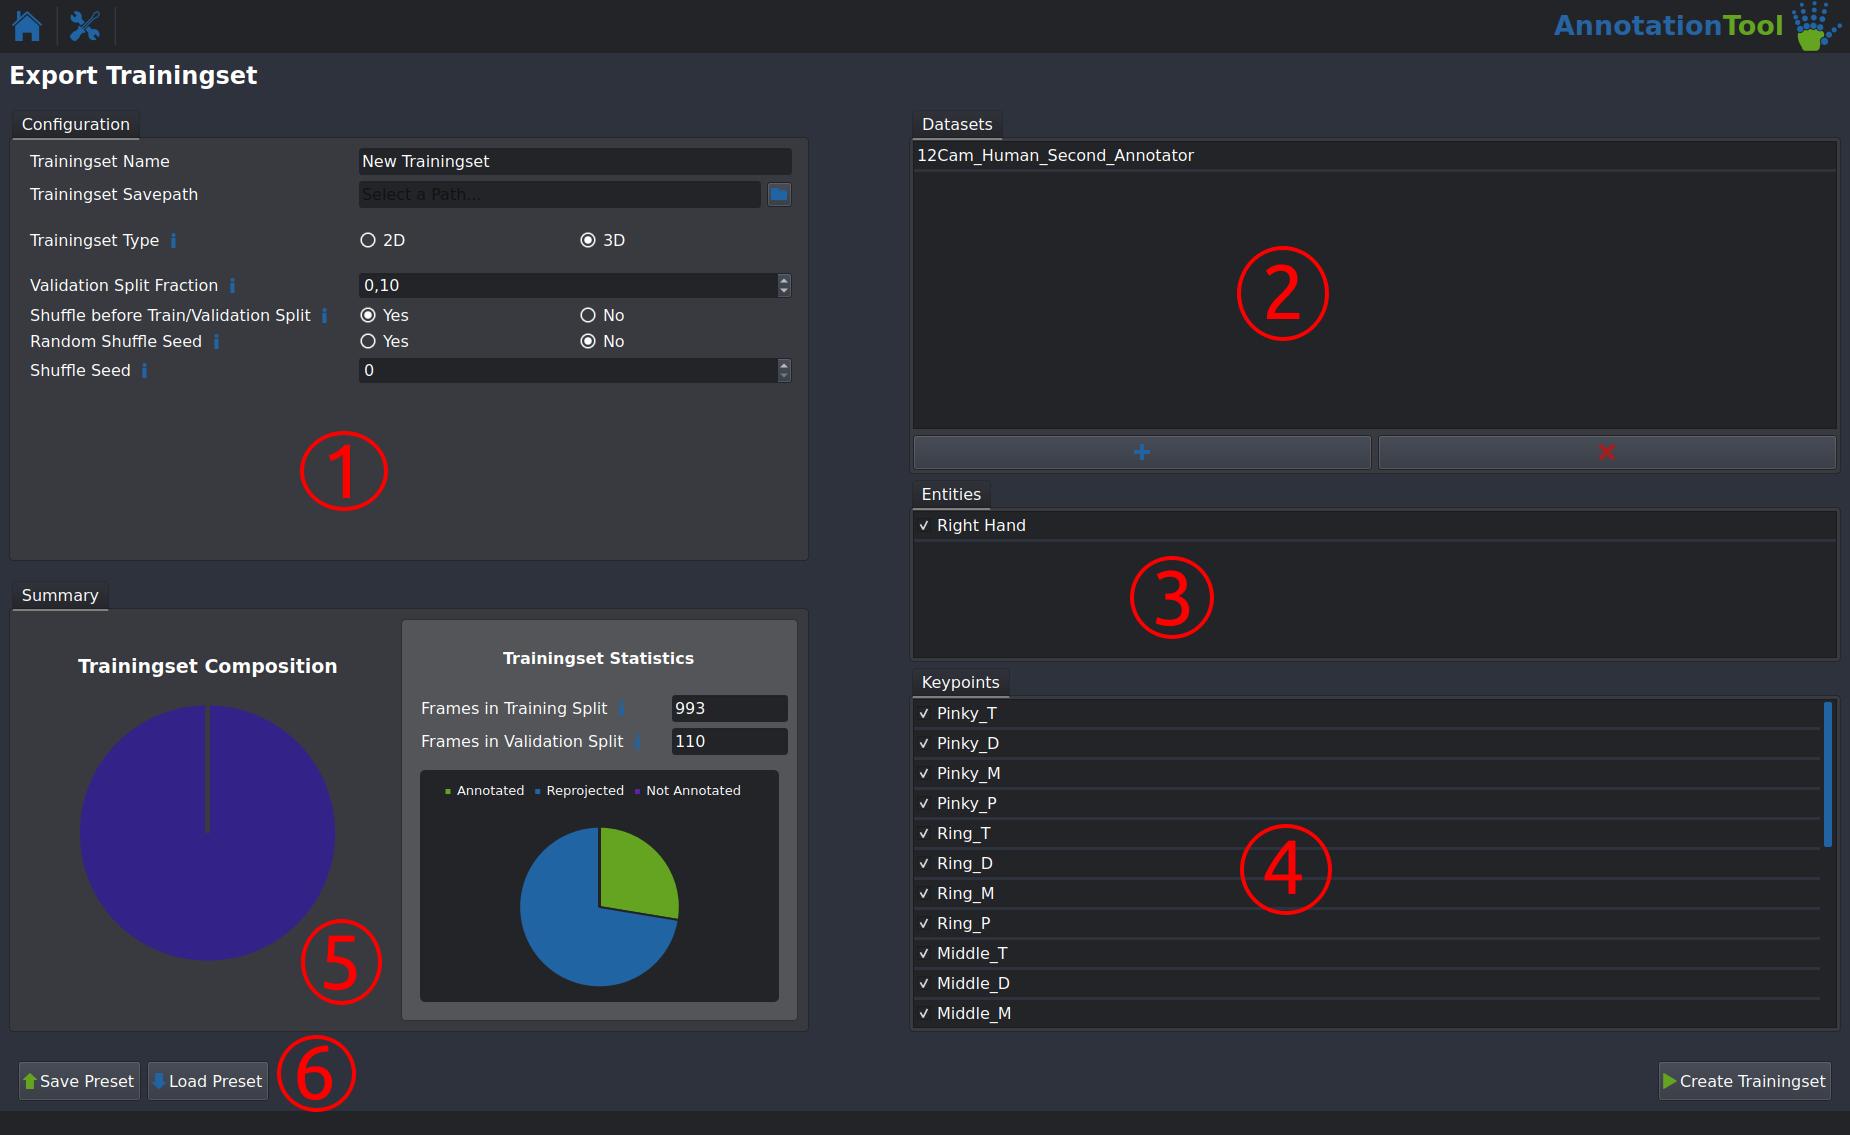 AnnotationTool
Export Trainingset
Configuration
Trainingset Name New Trainingset
Trainingset Savepath Select a Path...
Trainingset Type 2D 3D
Validation Split Fraction 0,10
Shuffle before Train/Validation Split Yes No
Random Shuffle Seed Yes No
Shuffle Seed 0
1
Summary
Trainingset Composition
5
Trainingset Statistics
Frames in Training Split 993
Frames in Validation Split 110
Annotated Reprojected Not Annotated
Save Preset Load Preset 6
Datasets
12Cam_Human_Second_Annotator
2
Entities
Right Hand
3
Keypoints
Pinky_T
Pinky_D
Pinky_M
Pinky_P
Ring_T
Ring_D
4
Ring_M
Ring_P
Middle_T
Middle_D
Middle_M
Create Trainingset